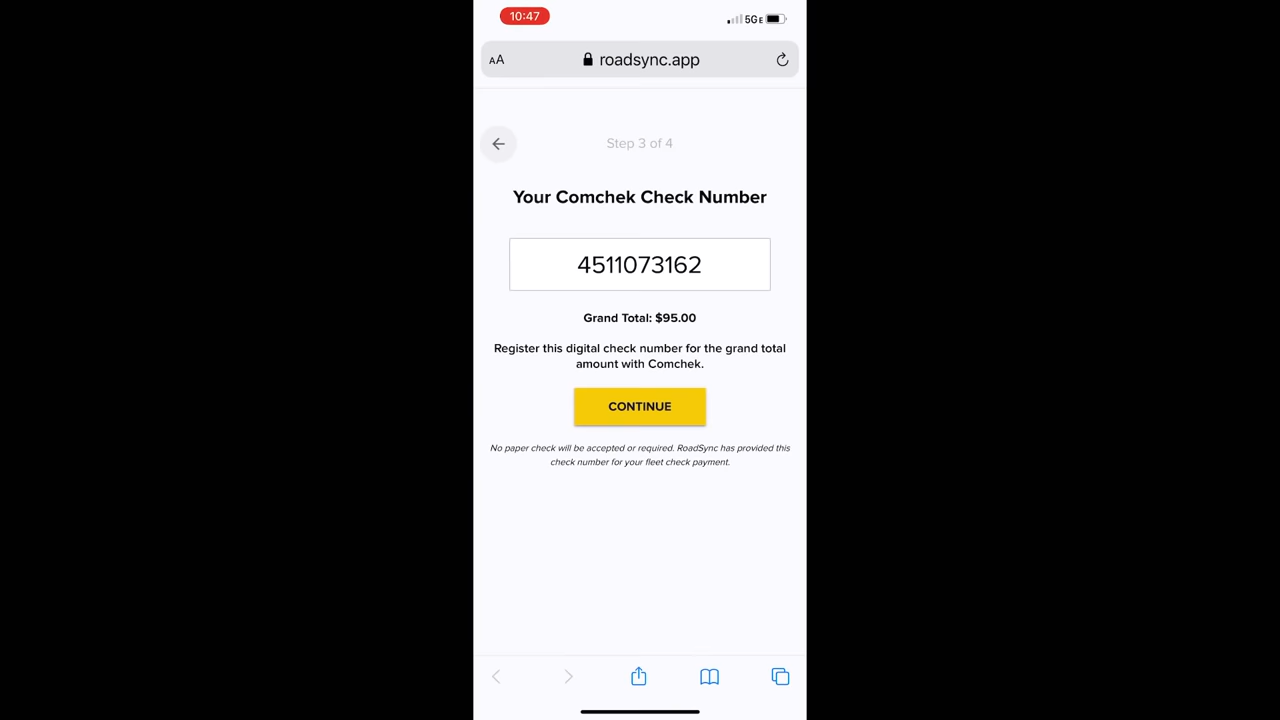 10:47
5GE
AA
roadsync.app
Step 3 of 4
Your Comchek Check Number
4511073162
Grand Total: $95.00
Register this digital check number for the grand total
amount with Comchek.
CONTINUE
No paper check will be accepted or required. RoadSync has provided this
check number for your fleet check payment.